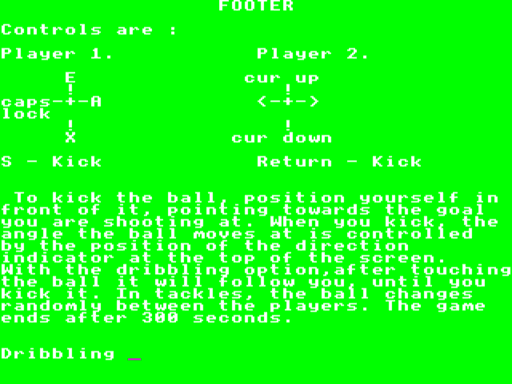 FOOTER
Controls are :
Player 1. Player 2.
E cur up
! !
caps-+-A <-+->
lock
! !
X cur down
S - Kick Return - Kick
To kick the ball, position yourself in
front of it, pointing towards the goal
you are shooting at. When you kick, the
angle the ball moves at is controlled
by the position of the direction
indicator at the top of the screen.
With the dribbling option,after touching
the ball it will follow you, until you
kick it. In tackles, the ball changes
randomly between the players. The game
ends after 300 seconds.
Dribbling _